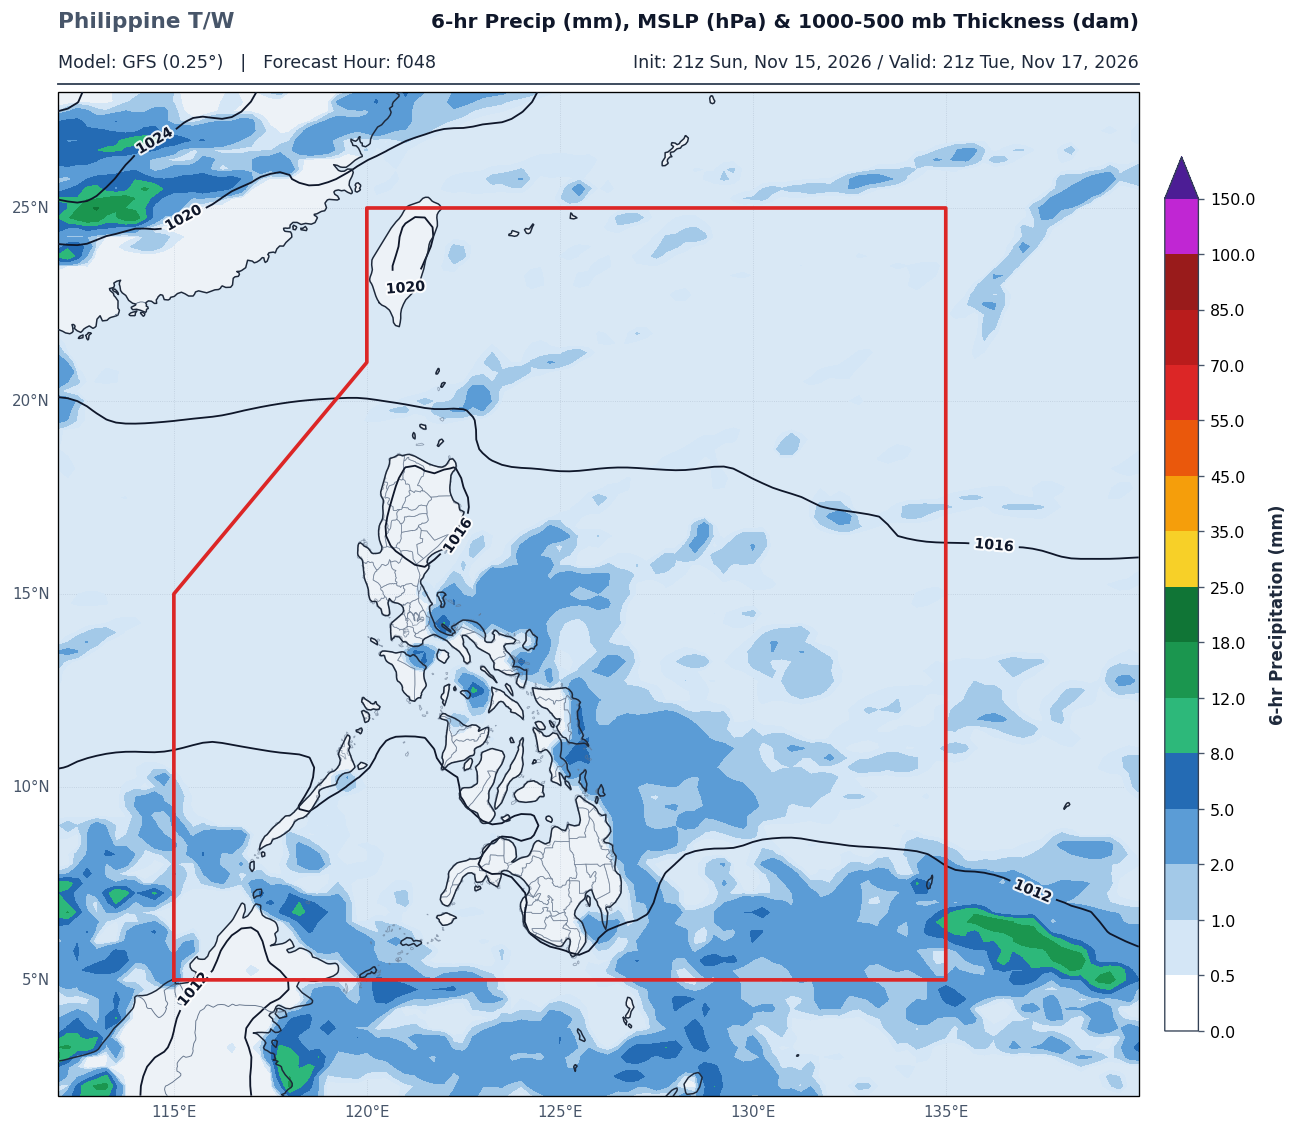 Philippine T/W
6-hr Precip (mm), MSLP (hPa) & 1000-500 mb Thickness (dam)
Model: GFS (0.25°) | Forecast Hour: f048
Init: 21z Sun, Nov 15, 2026 / Valid: 21z Tue, Nov 17, 2026
1024
1020
1020
1016
1016
1012
1012
25°N
20°N
15°N
10°N
5°N
115°E
120°E
125°E
130°E
135°E
150.0
100.0
85.0
70.0
55.0
45.0
35.0
25.0
18.0
12.0
8.0
5.0
2.0
1.0
0.5
0.0
6-hr Precipitation (mm)